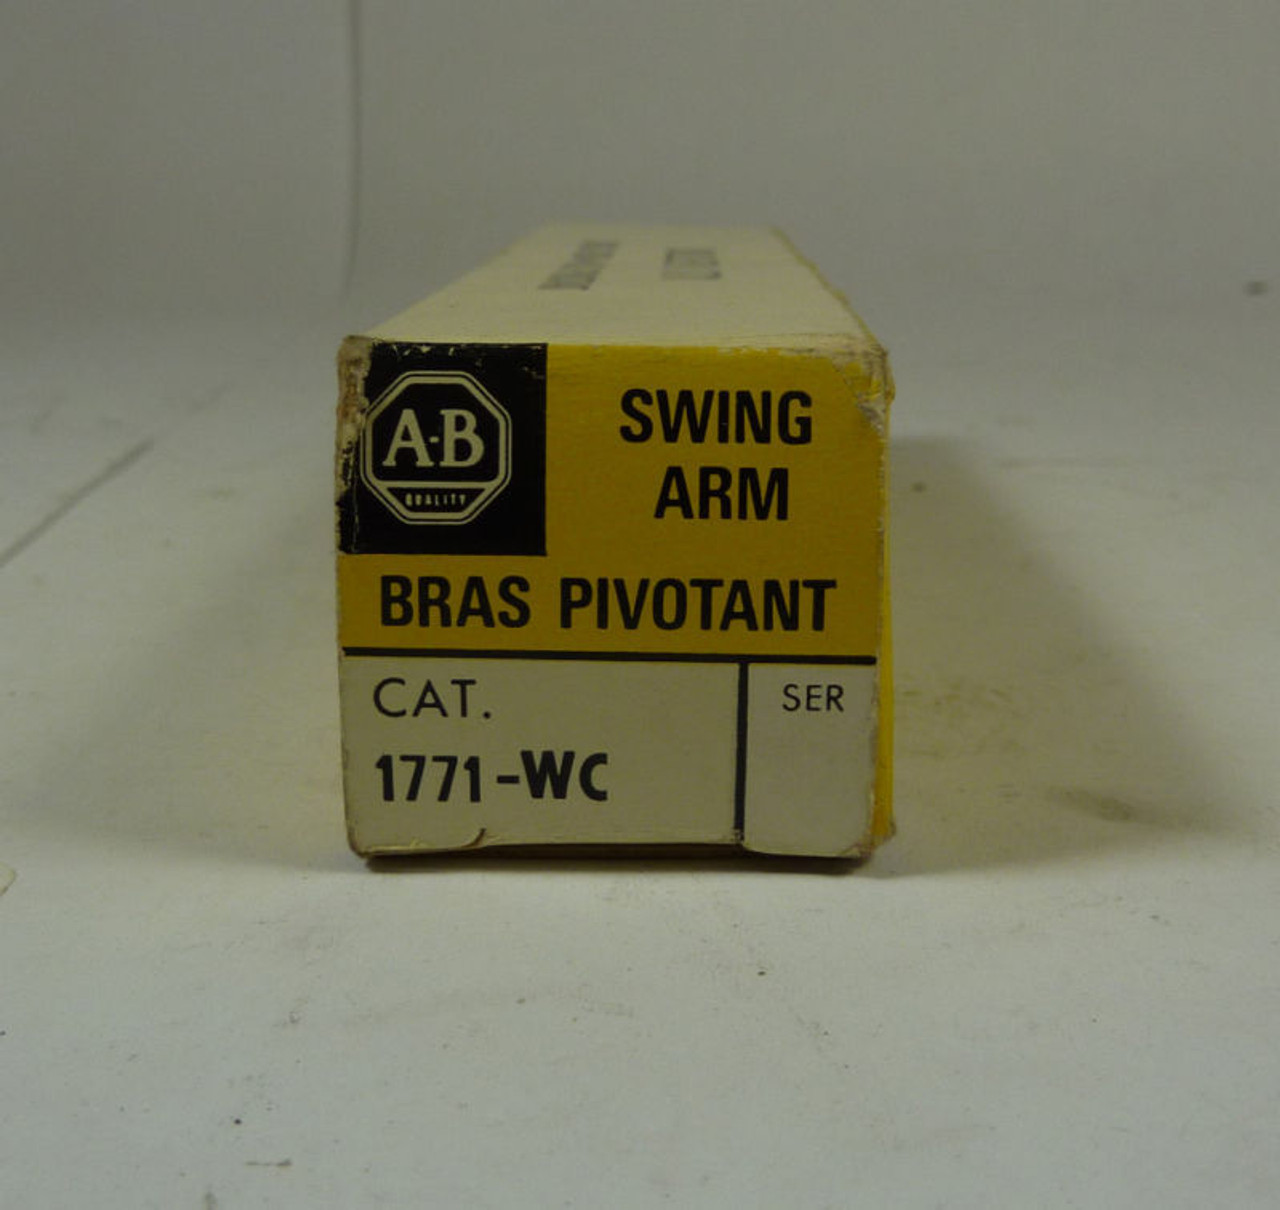 A-B
QUALITY
SWING
ARM
BRAS PIVOTANT
CAT.
SER
1771-WC